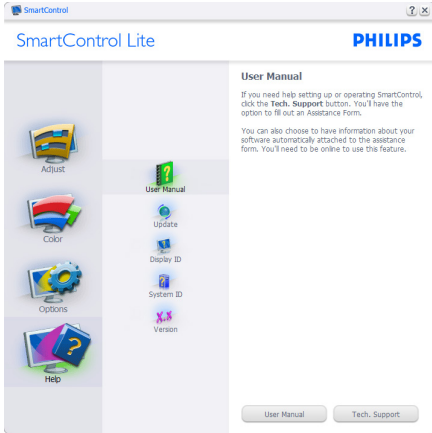 SmartControl
SmartControl Lite
PHILIPS
Adjust
Color
Options
Help
User Manual
Update
Display ID
System ID
X.X
Version
User Manual
If you need help setting up or operating SmartControl,
click the Tech. Support button. You'll have the
option to fill out an Assistance Form.
You can also choose to have information about your
software automatically attached to the assistance
form. You'll need to be online to use this feature.
User Manual
Tech. Support